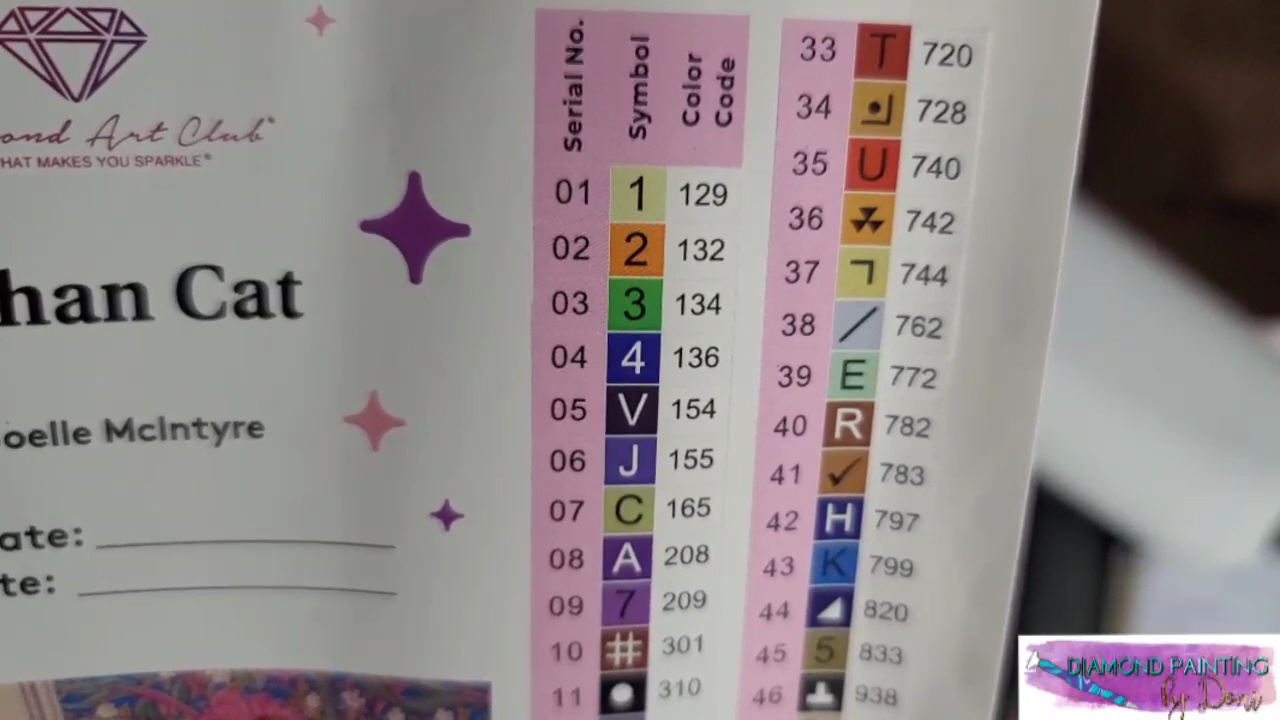 ond Art Club®
HAT MAKES YOU SPARKLE®
han Cat
oelle McIntyre
ate:
te:
Serial No. Symbol Color Code
01 1 129
02 2 132
03 3 134
04 4 136
05 V 154
06 J 155
07 C 165
08 A 208
09 7 209
10 # 301
11 ● 310
33 T 720
34 728
35 U 740
36 742
37 ㄱ 744
38 / 762
39 E 772
40 R 782
41 ✓ 783
42 H 797
43 K 799
44 820
45 5 833
46 938
DIAMOND PAINTING
by Doni